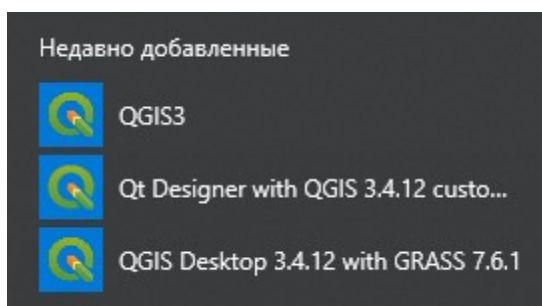 Недавно добавленные
QGIS3
Qt Designer with QGIS 3.4.12 custo...
QGIS Desktop 3.4.12 with GRASS 7.6.1